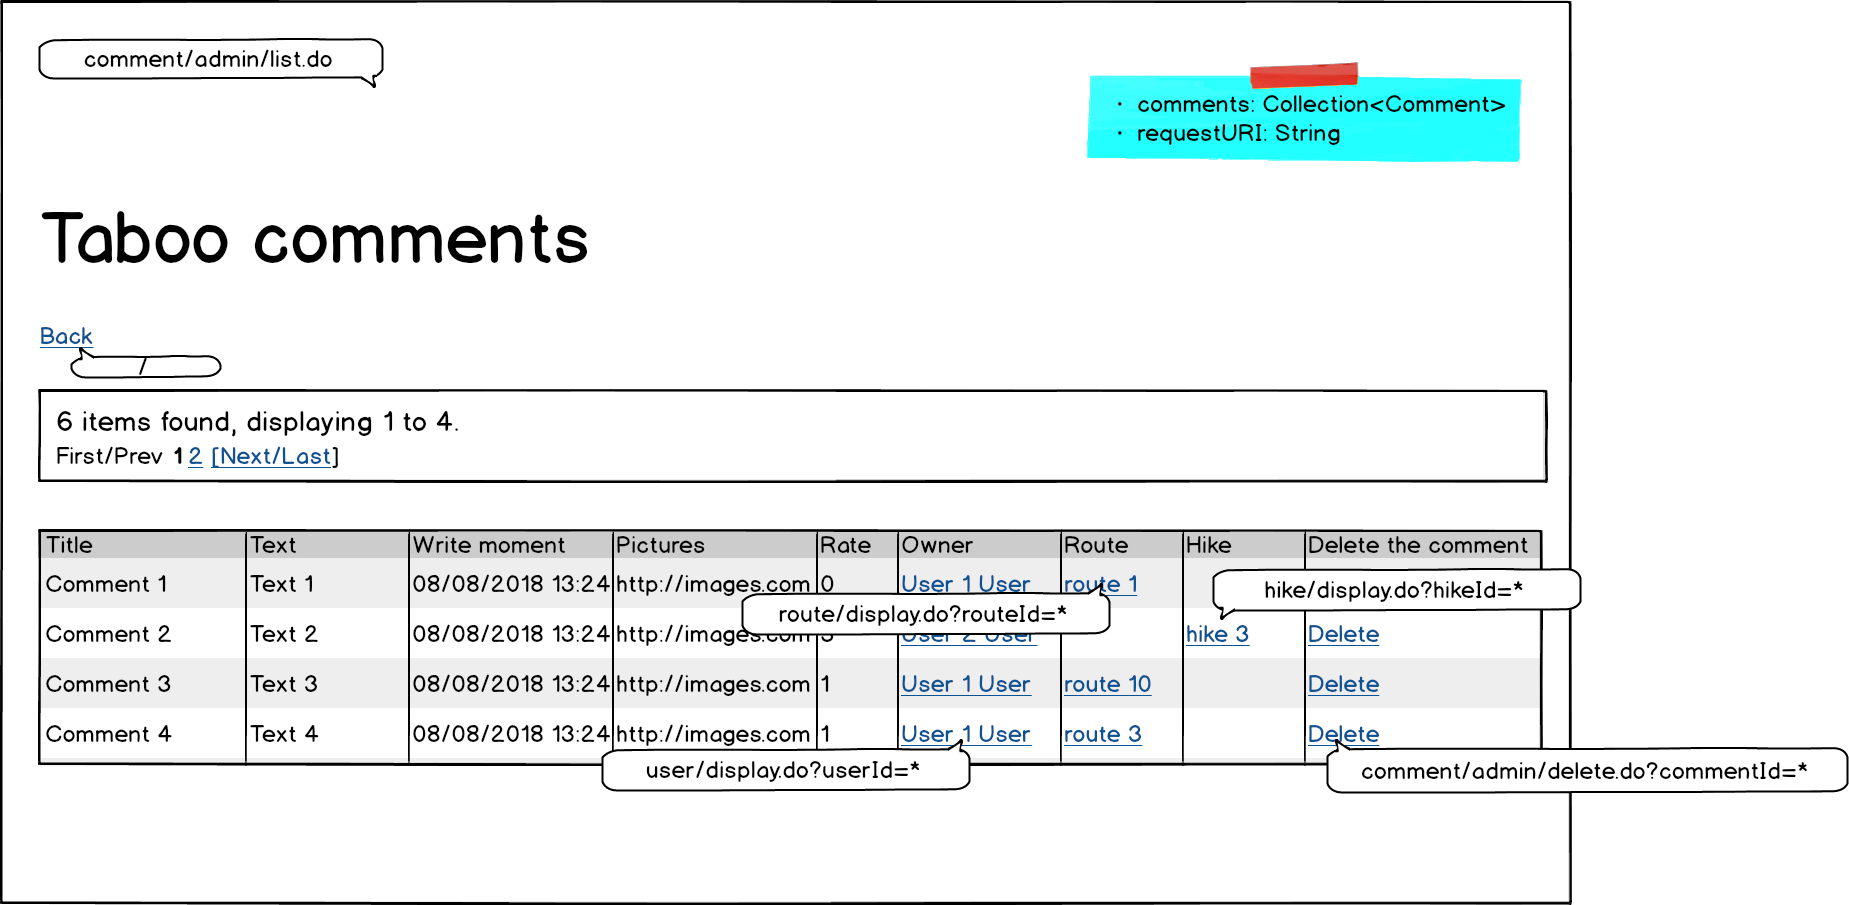 comment/admin/list.do
· comments: Collection<Comment>
· requestURI: String
Taboo comments
Back
/
6 items found, displaying 1 to 4.
First/Prev 1 2 [Next/Last]
Title Text Write moment Pictures Rate Owner Route Hike Delete the comment
Comment 1 Text 1 08/08/2018 13:24 http://images.com 0 User 1 User route 1
hike/display.do?hikeId=*
route/display.do?routeId=*
Comment 2 Text 2 08/08/2018 13:24 http://images.com User 2 User hike 3 Delete
Comment 3 Text 3 08/08/2018 13:24 http://images.com 1 User 1 User route 10 Delete
Comment 4 Text 4 08/08/2018 13:24 http://images.com 1 User 1 User route 3 Delete
user/display.do?userId=*
comment/admin/delete.do?commentId=*